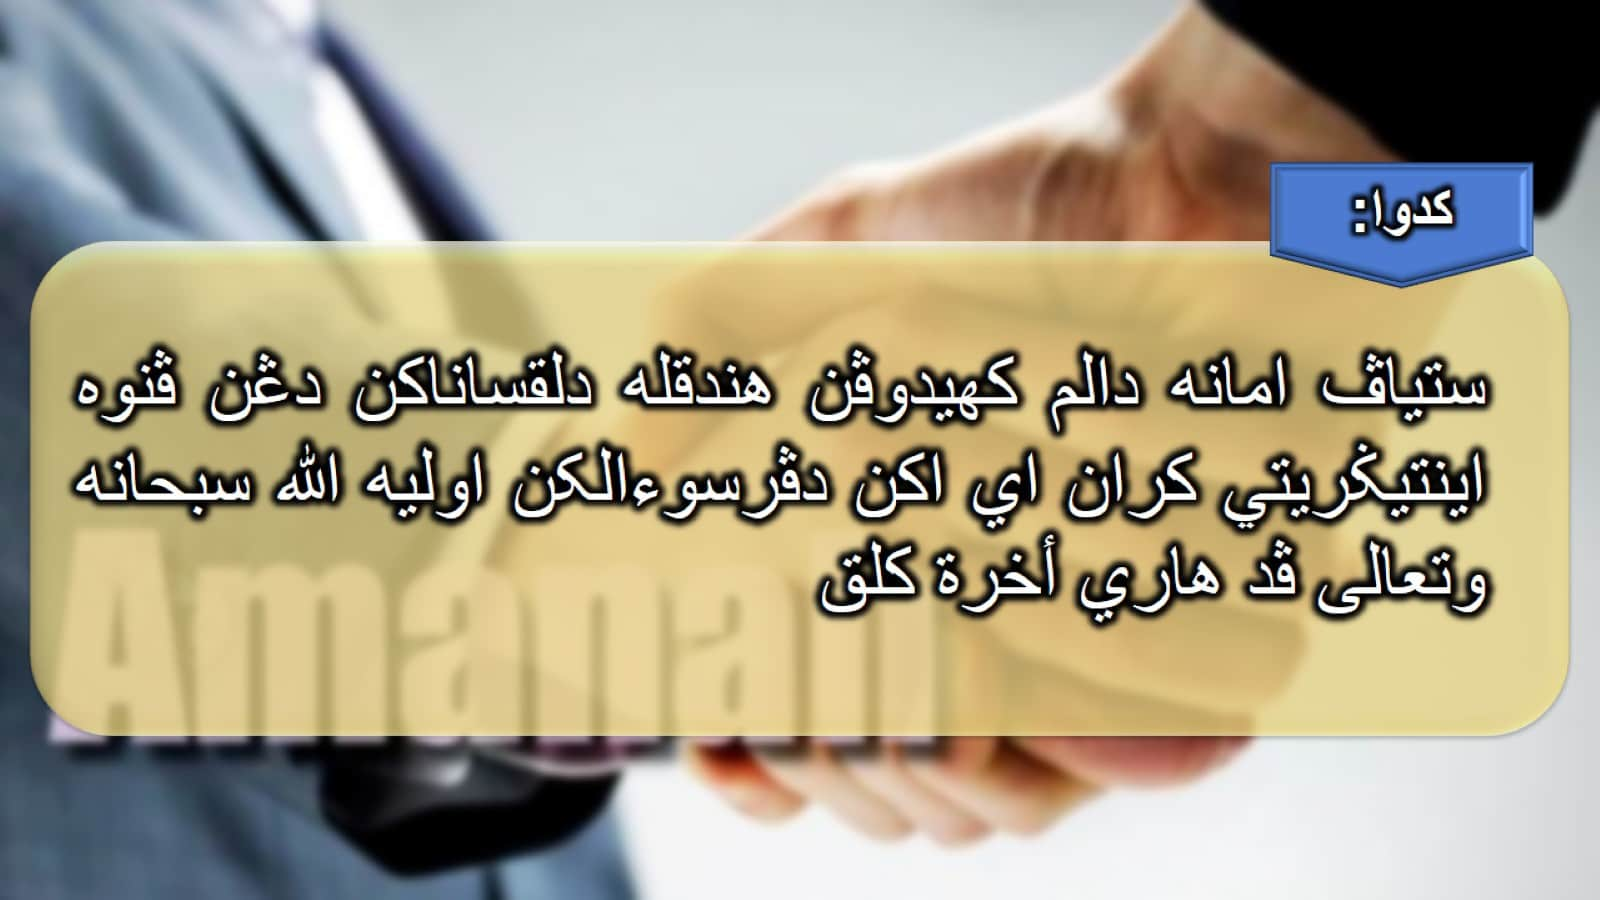 كدوا:
ستياڤ امانه دالم كهيدوڤن هندقله دلقساناكن دڠن ڤنوه
اينتيݢريتي كران اي اكن دڤرسوءالكن اوليه الله سبحانه
وتعالى ڤد هاري أخرة كلق
Amanah